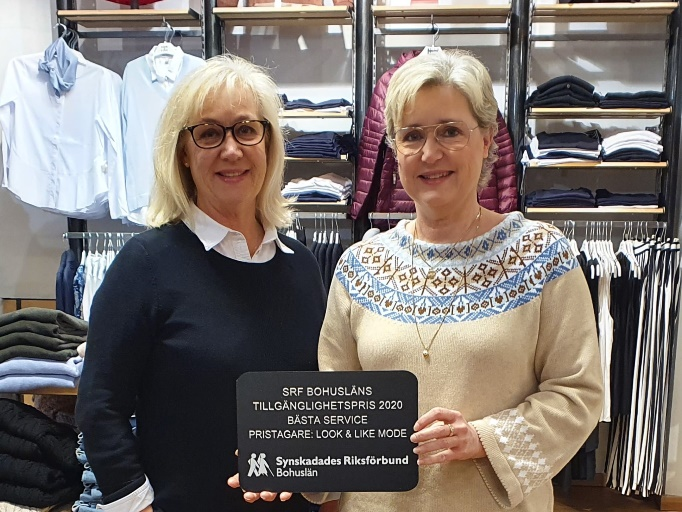 SRF BOHUSLÄNS
TILLGÄNGLIGHETSPRIS 2020
BÄSTA SERVICE
PRISTAGARE: LOOK & LIKE MODE
Synskadades Riksförbund
Bohuslän